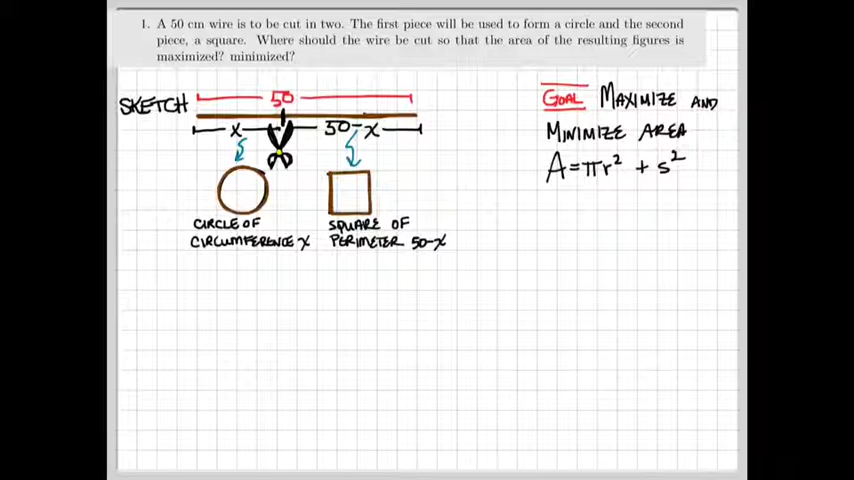 1. A 50 cm wire is to be cut in two. The first piece will be used to form a circle and the second
piece, a square. Where should the wire be cut so that the area of the resulting figures is
maximized? minimized?
SKETCH
50
x
50-x
CIRCLE OF
CIRCUMFERENCE x
SQUARE OF
PERIMETER 50-x
GOAL MAXIMIZE AND
MINIMIZE AREA
A=πr² + s²